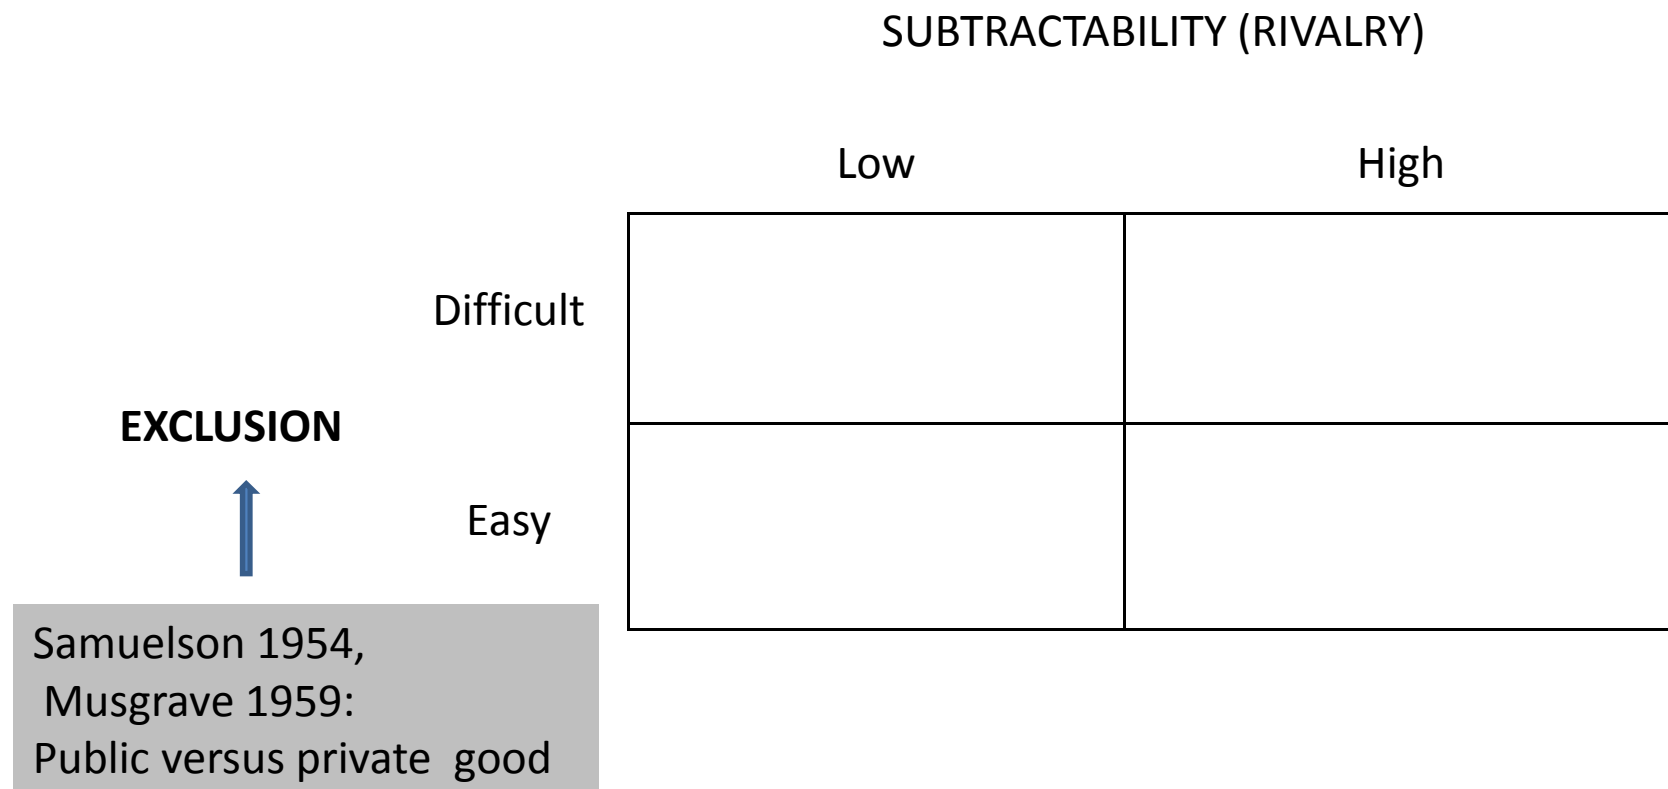 SUBTRACTABILITY (RIVALRY)
Low High
Difficult
EXCLUSION
Easy
Samuelson 1954,
Musgrave 1959:
Public versus private good